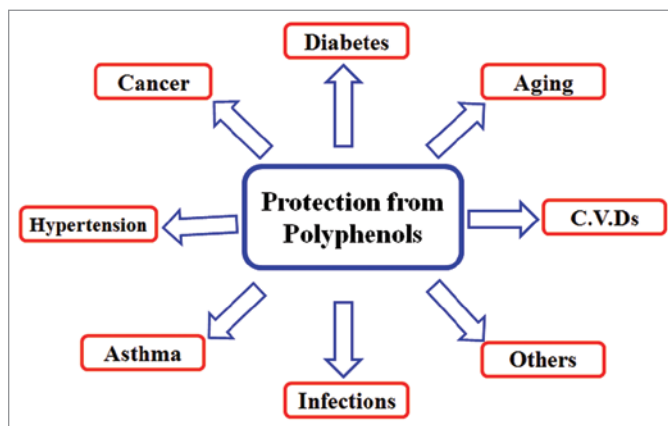 Diabetes
Cancer
Aging
Protection from
Polyphenols
Hypertension
C.V.Ds
Asthma
Others
Infections